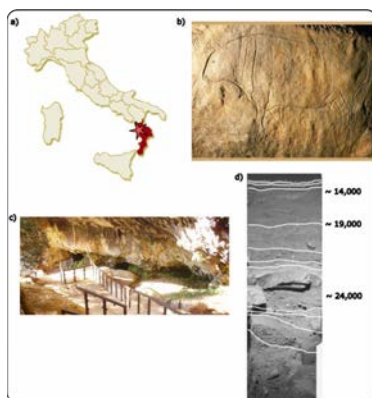 a)
b)
c)
d)
~ 14,000
~ 19,000
~ 24,000